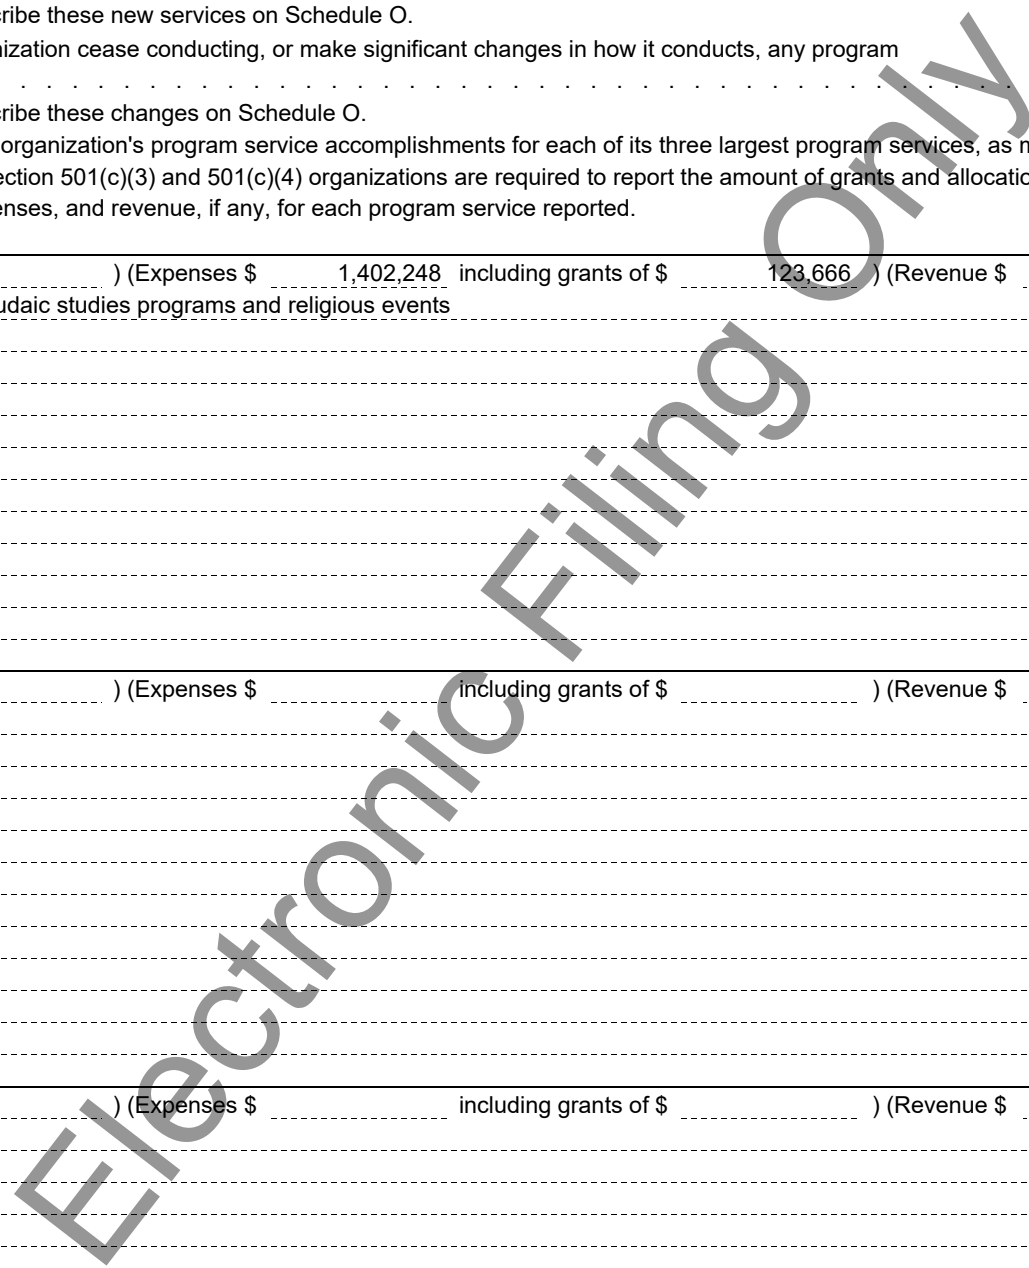 cribe these new services on Schedule O.
nization cease conducting, or make significant changes in how it conducts, any program
. . . . . . . . . . . . . . . . . . . . . . . . . . . . . . . . . . . . . . .
cribe these changes on Schedule O.
organization's program service accomplishments for each of its three largest program services, as m
ection 501(c)(3) and 501(c)(4) organizations are required to report the amount of grants and allocatio
enses, and revenue, if any, for each program service reported.
) (Expenses $ 1,402,248 including grants of $ 123,666 ) (Revenue $
udaic studies programs and religious events
) (Expenses $ including grants of $ ) (Revenue $
) (Expenses $ including grants of $ ) (Revenue $
Electronic Filing Only